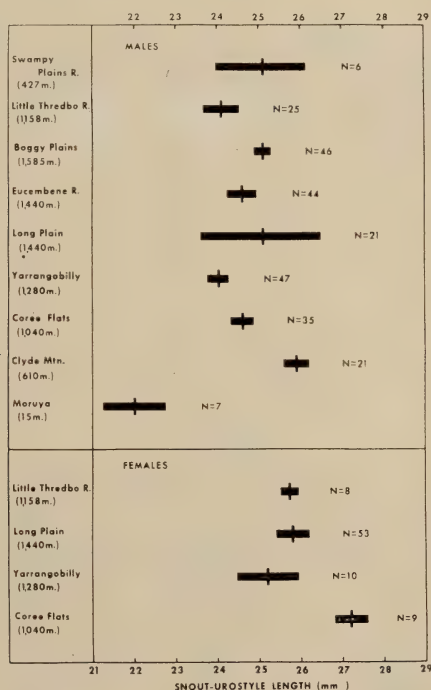 22 23 24 25 26 27 28 29
MALES
Swampy
Plains R.
(427m.)
N=6
Little Thredbo R.
(1,158m.)
N=25
Boggy Plains
(1,585m.)
N=46
Eucembene R.
(1,440m.)
N=44
Long Plain
(1,440m.)
N=21
Yarrangobilly
(1,280m.)
N=47
Coree Flats
(1,040m.)
N=35
Clyde Mtn.
(610m.)
N=21
Moruya
(15m.)
N=7
FEMALES
Little Thredbo R.
(1,158m.)
N=8
Long Plain
(1,440m.)
N=53
Yarrangobilly
(1,280m.)
N=10
Coree Flats
(1,040m.)
N=9
21 22 23 24 25 26 27 28 29
SNOUT-UROSTYLE LENGTH (mm)